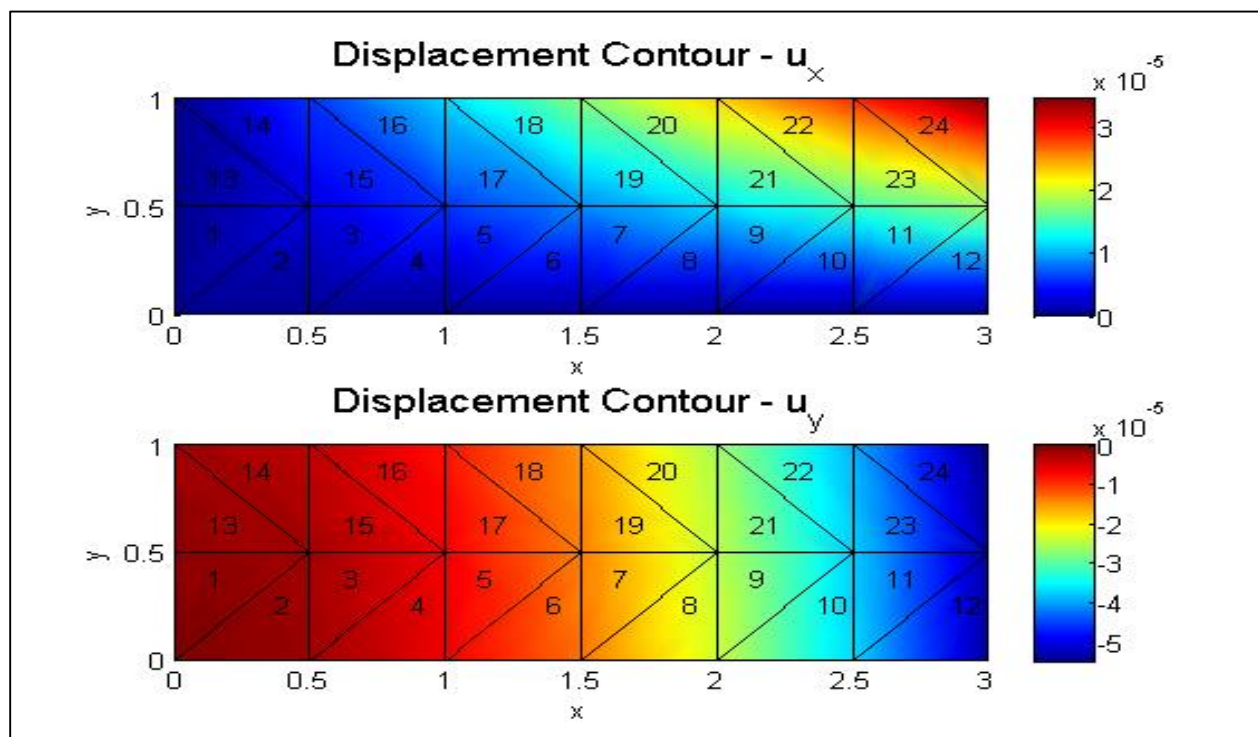 Displacement Contour - u_x
x 10^-5
1
14 16 18 20 22 24
3
13 15 17 19 21 23
2
y 0.5
1 3 5 7 9 11
1
2 4 6 8 10 12
0
0
0 0.5 1 1.5 2 2.5 3
x
Displacement Contour - u_y
x 10^-5
1
0
14 16 18 20 22 24
-1
13 15 17 19 21 23
-2
y 0.5
-3
1 3 5 7 9 11
2 4 6 8 10 12
-4
-5
0
0 0.5 1 1.5 2 2.5 3
x